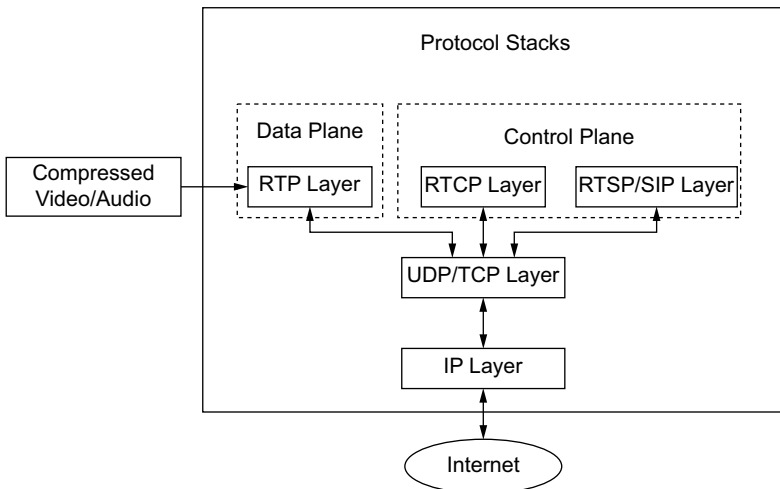 Protocol Stacks
Data Plane
Control Plane
Compressed
Video/Audio
RTP Layer
RTCP Layer
RTSP/SIP Layer
UDP/TCP Layer
IP Layer
Internet